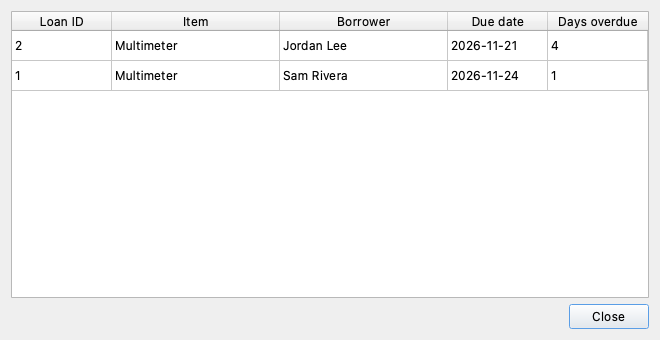 Loan ID Item Borrower Due date Days overdue
2 Multimeter Jordan Lee 2026-11-21 4
1 Multimeter Sam Rivera 2026-11-24 1
Close